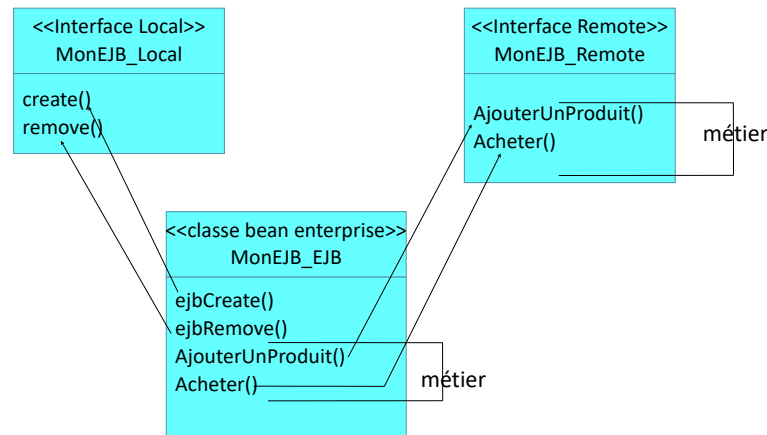 <<Interface Local>>
MonEJB_Local
create()
remove()
<<Interface Remote>>
MonEJB_Remote
AjouterUnProduit()
Acheter()
métier
<<classe bean enterprise>>
MonEJB_EJB
ejbCreate()
ejbRemove()
AjouterUnProduit()
Acheter()
métier